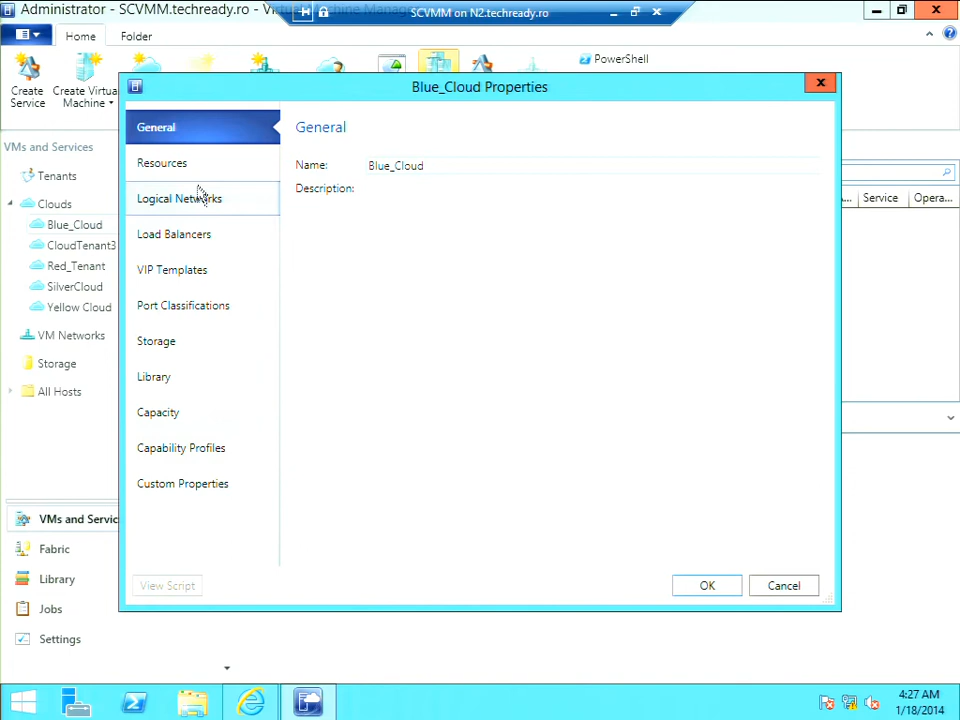 Administrator - SCVMM.techready.ro - Vi
SCVMM on N2.techready.ro
Home
Folder
Create
Service
Create Virtua
Machine
PowerShell
Blue_Cloud Properties
VMs and Services
Tenants
Clouds
Blue_Cloud
CloudTenant3
Red_Tenant
SilverCloud
Yellow Cloud
VM Networks
Storage
All Hosts
VMs and Servic
Fabric
Library
Jobs
Settings
General
Resources
Logical Networks
Load Balancers
VIP Templates
Port Classifications
Storage
Library
Capacity
Capability Profiles
Custom Properties
General
Name: Blue_Cloud
Description:
View Script
OK
Cancel
... Service Opera...
4:27 AM
1/18/2014